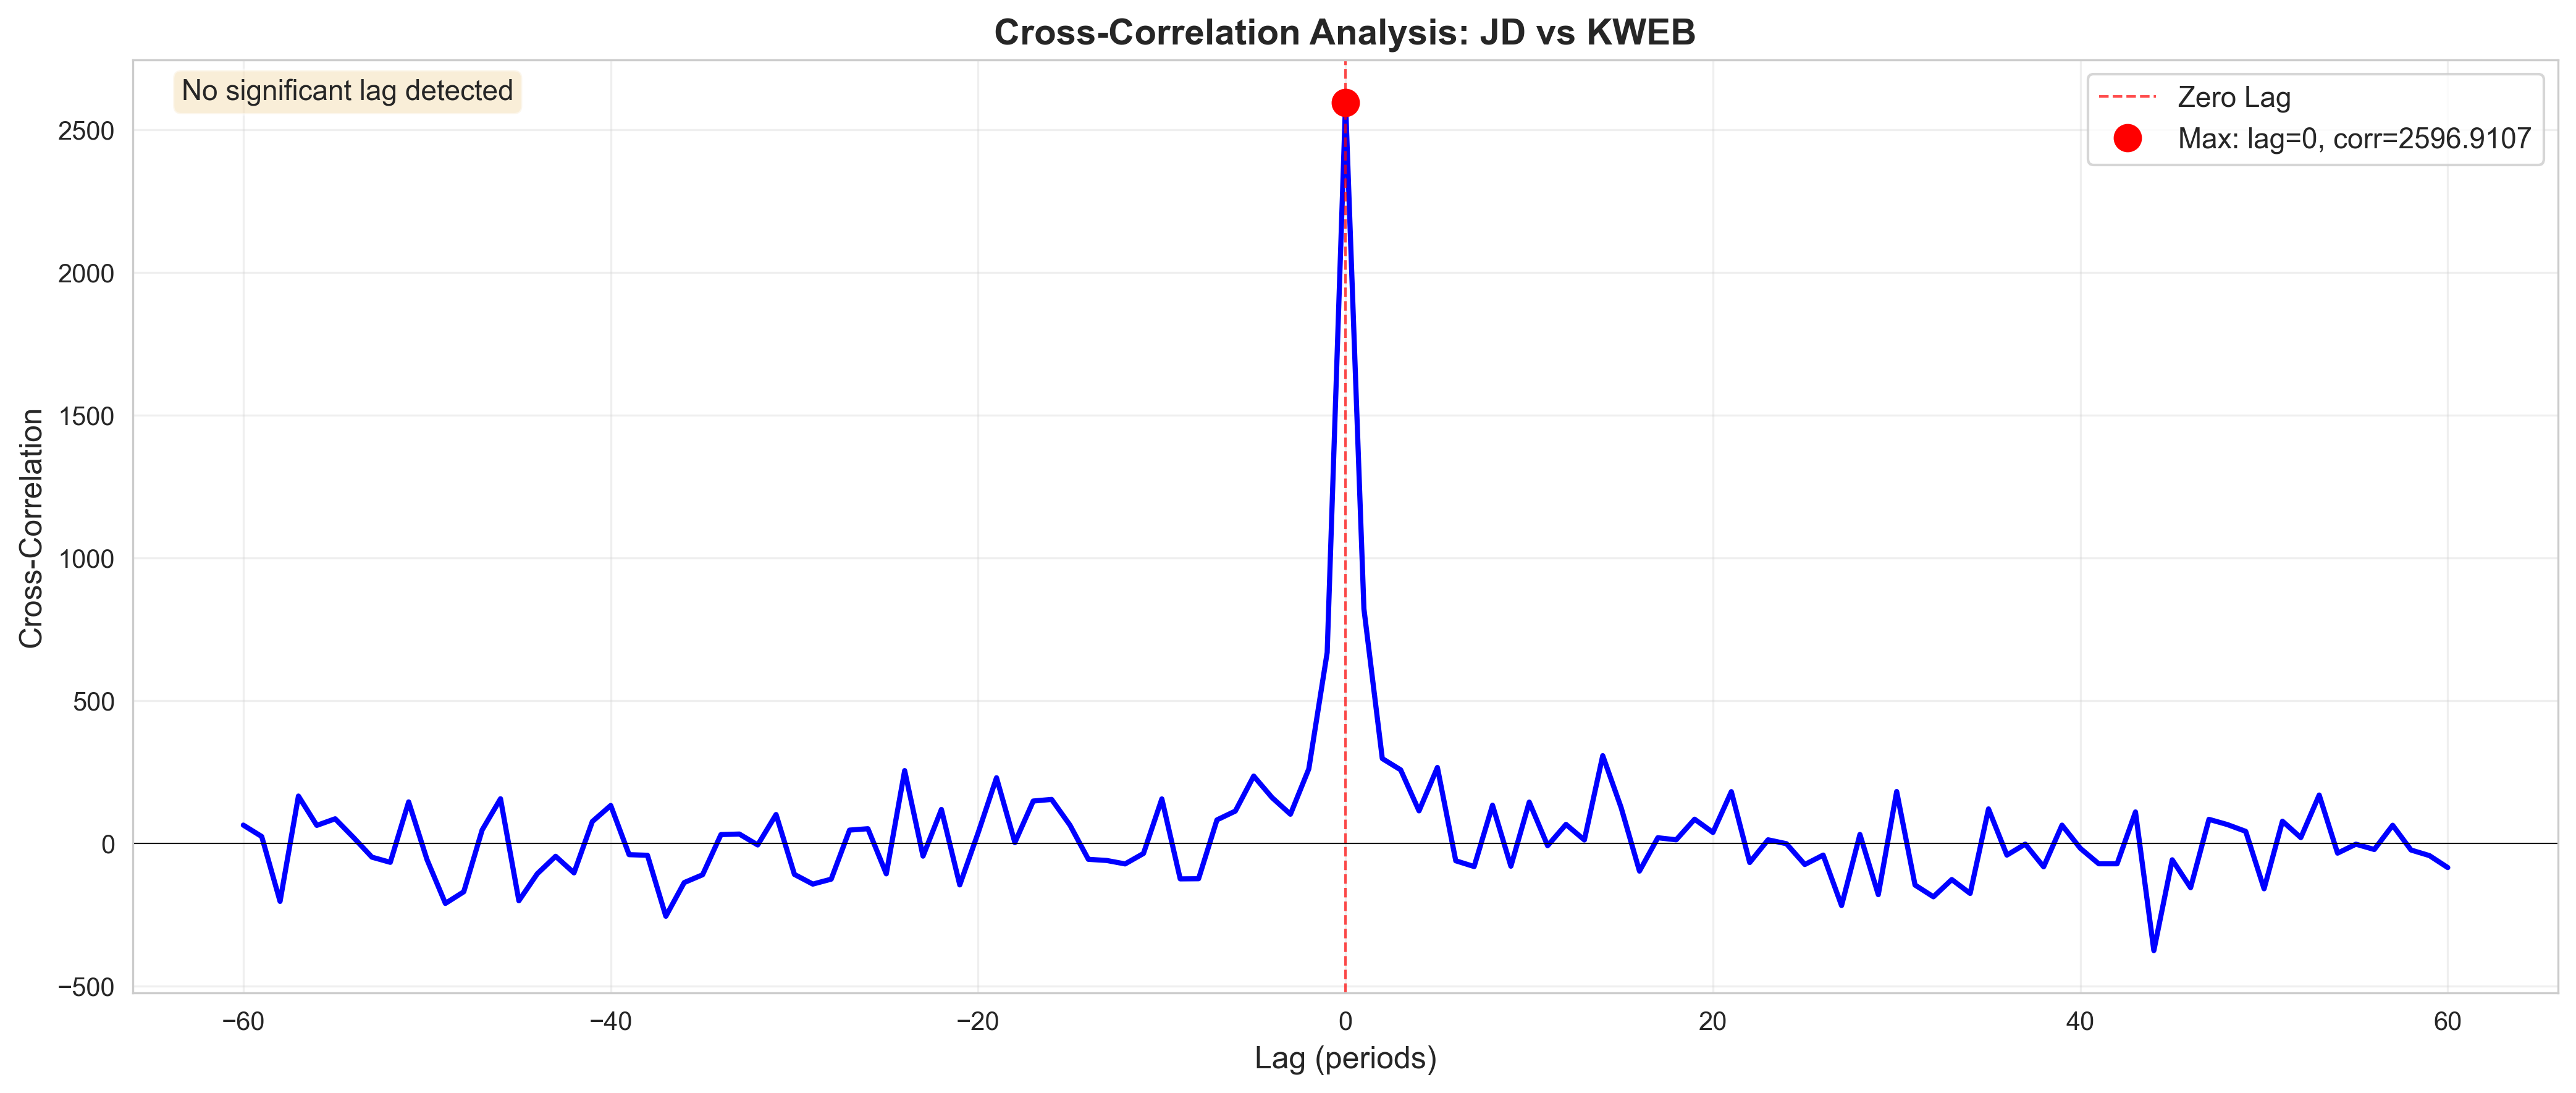 Cross-Correlation Analysis: JD vs KWEB
No significant lag detected
Zero Lag
Max: lag=0, corr=2596.9107
Cross-Correlation
2500
2000
1500
1000
500
0
−500
−60
−40
−20
0
20
40
60
Lag (periods)